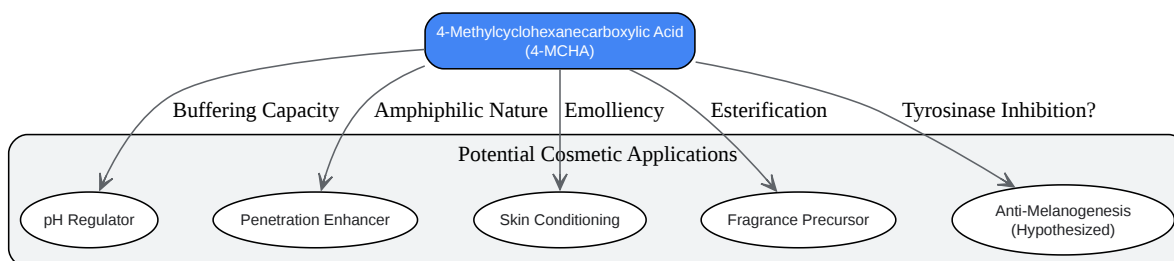 4-Methylcyclohexanecarboxylic Acid
(4-MCHA)
Buffering Capacity
Amphiphilic Nature
Emolliency
Esterification
Tyrosinase Inhibition?
Potential Cosmetic Applications
pH Regulator
Penetration Enhancer
Skin Conditioning
Fragrance Precursor
Anti-Melanogenesis
(Hypothesized)